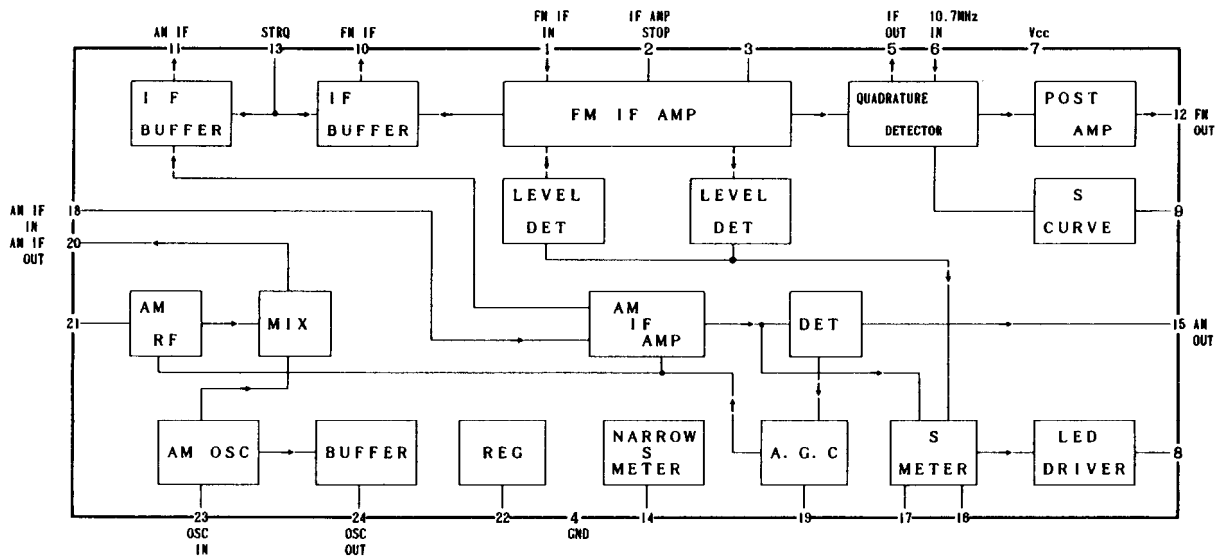 FM IF IF AMP IF 10.7MHz
AM IF STRQ FM IF IN STOP OUT IN Vcc
11 13 10 1 2 3 5 6 7
I F
BUFFER
IF
BUFFER
FM IF AMP
QUADRATURE
DETECTOR
POST
AMP
12 FM
OUT
LEVEL
DET
LEVEL
DET
S
CURVE
9
AM IF 18
IN
AM IF 20
OUT
21
AM
RF
MIX
AM
IF
AMP
DET
15 AM
OUT
AM OSC
BUFFER
REG
NARROW
S
METER
A.G.C
S
METER
LED
DRIVER
8
23 24 22 4 14 19 17 16
OSC OSC GND
IN OUT